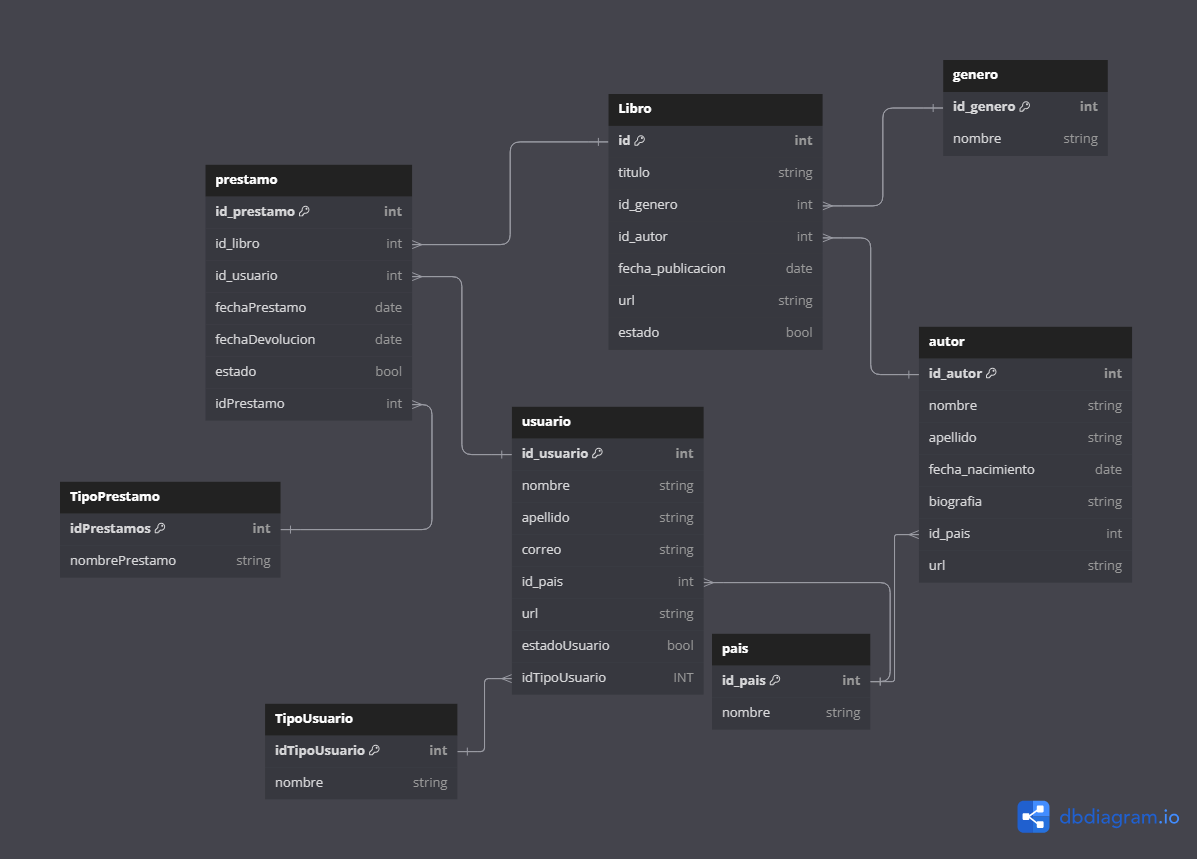 genero
id_genero int
nombre string
Libro
id int
titulo string
id_genero int
id_autor int
fecha_publicacion date
url string
estado bool
prestamo
id_prestamo int
id_libro int
id_usuario int
fechaPrestamo date
fechaDevolucion date
estado bool
idPrestamo int
autor
id_autor int
nombre string
apellido string
fecha_nacimiento date
biografia string
id_pais int
url string
usuario
id_usuario int
nombre string
apellido string
correo string
id_pais int
url string
estadoUsuario bool
idTipoUsuario INT
TipoPrestamo
idPrestamos int
nombrePrestamo string
pais
id_pais int
nombre string
TipoUsuario
idTipoUsuario int
nombre string
dbdiagram.io